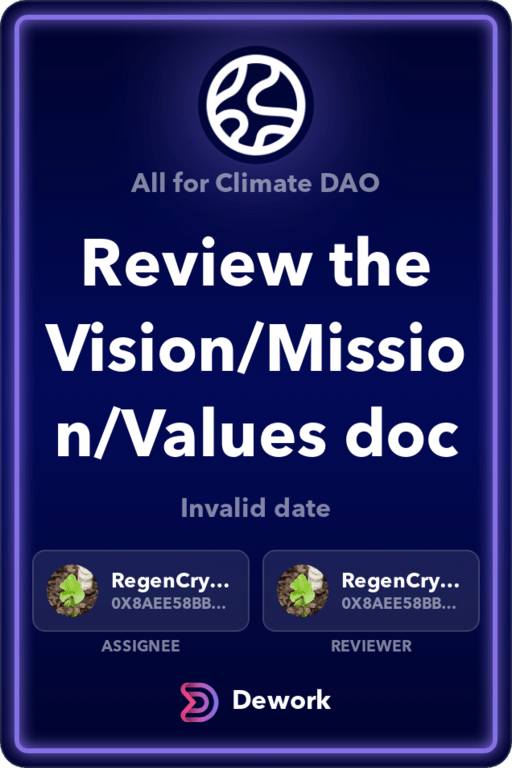 All for Climate DAO
Review the
Vision/Missio
n/Values doc
Invalid date
RegenCry...
0X8AEE58BB...
ASSIGNEE
RegenCry...
0X8AEE58BB...
REVIEWER
Dework